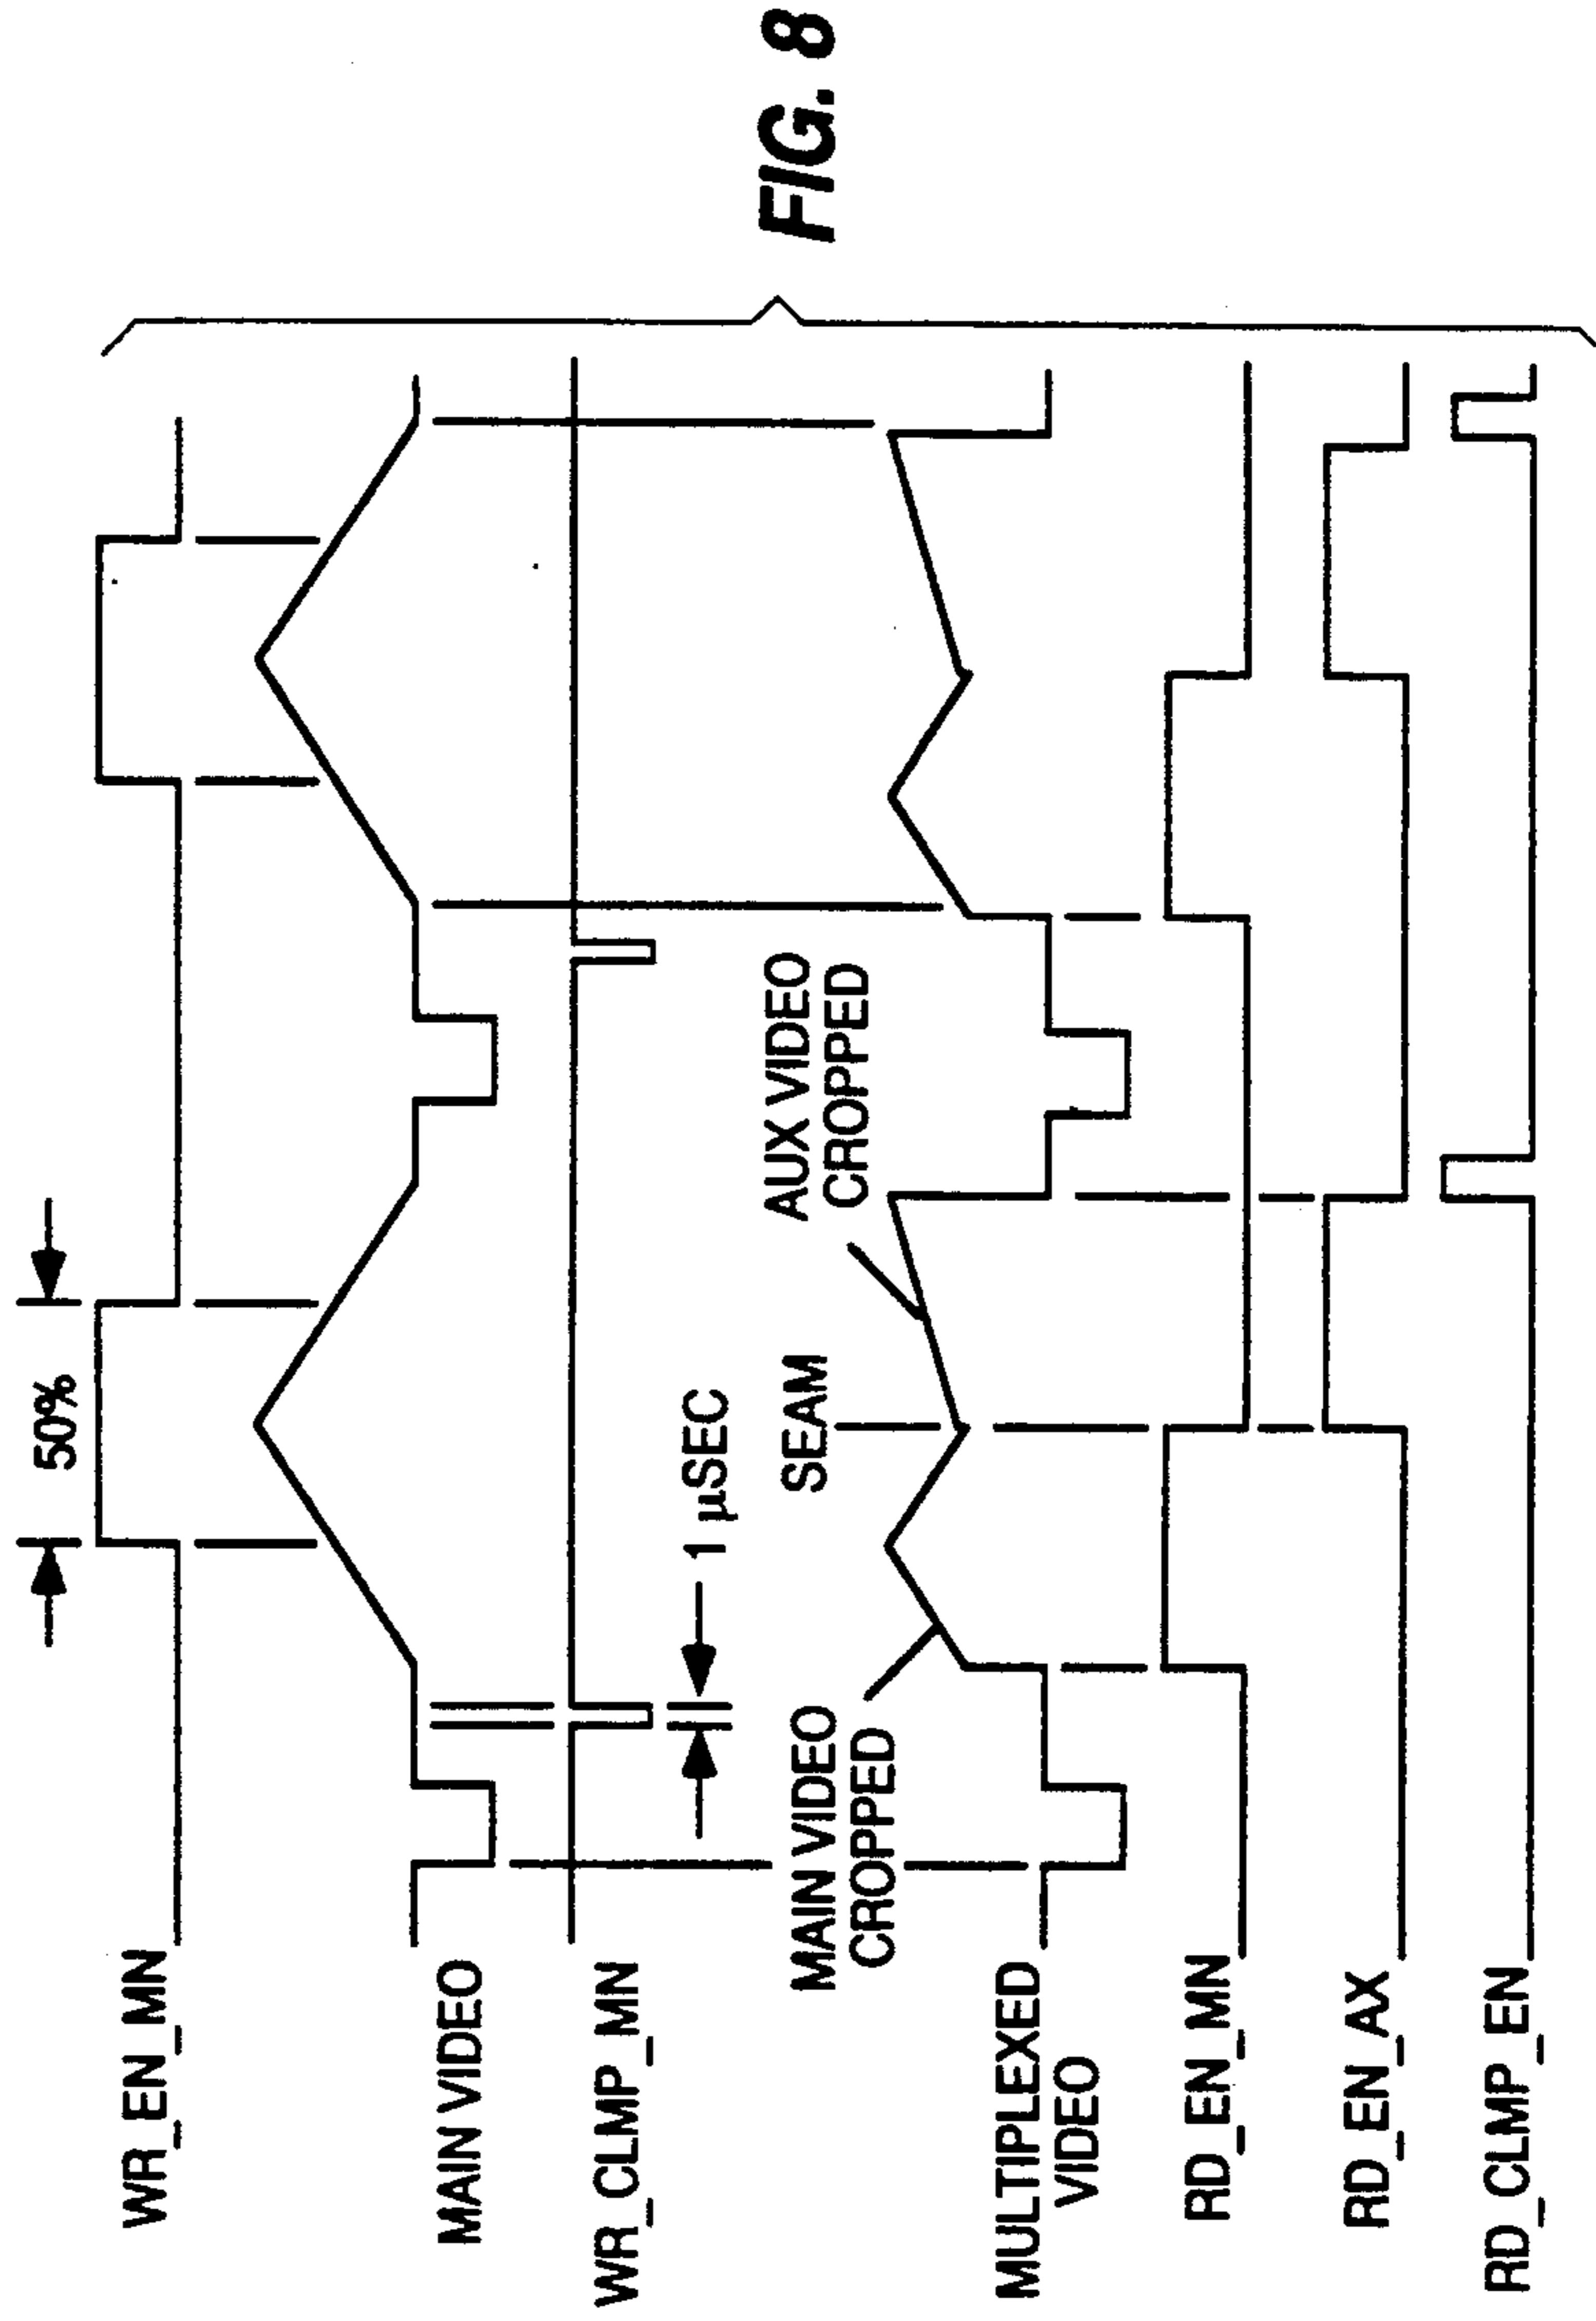 50%
WR_EN_MN
MAIN VIDEO
WR_CLMP_MN
1 µSEC
MAIN VIDEO
CROPPED
SEAM
AUX VIDEO
CROPPED
MULTIPLEXED
VIDEO
RD_EN_MN
RD_EN_AX
RD_CLMP_EN
FIG. 8